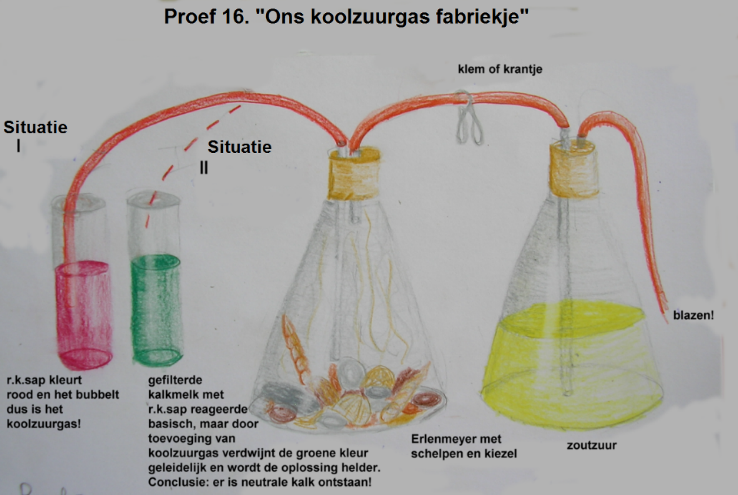 Proef 16. "Ons koolzuurgas fabriekje"
klem of krantje
Situatie
I
Situatie
II
blazen!
r.k.sap kleurt
rood en het bubbelt
dus is het
koolzuurgas!
gefilterde
kalkmelk met
r.k.sap reageerde
basisch, maar door
toevoeging van
koolzuurgas verdwijnt de groene kleur
geleidelijk en wordt de oplossing helder.
Conclusie: er is neutrale kalk ontstaan!
Erlenmeyer met
schelpen en kiezel
zoutzuur